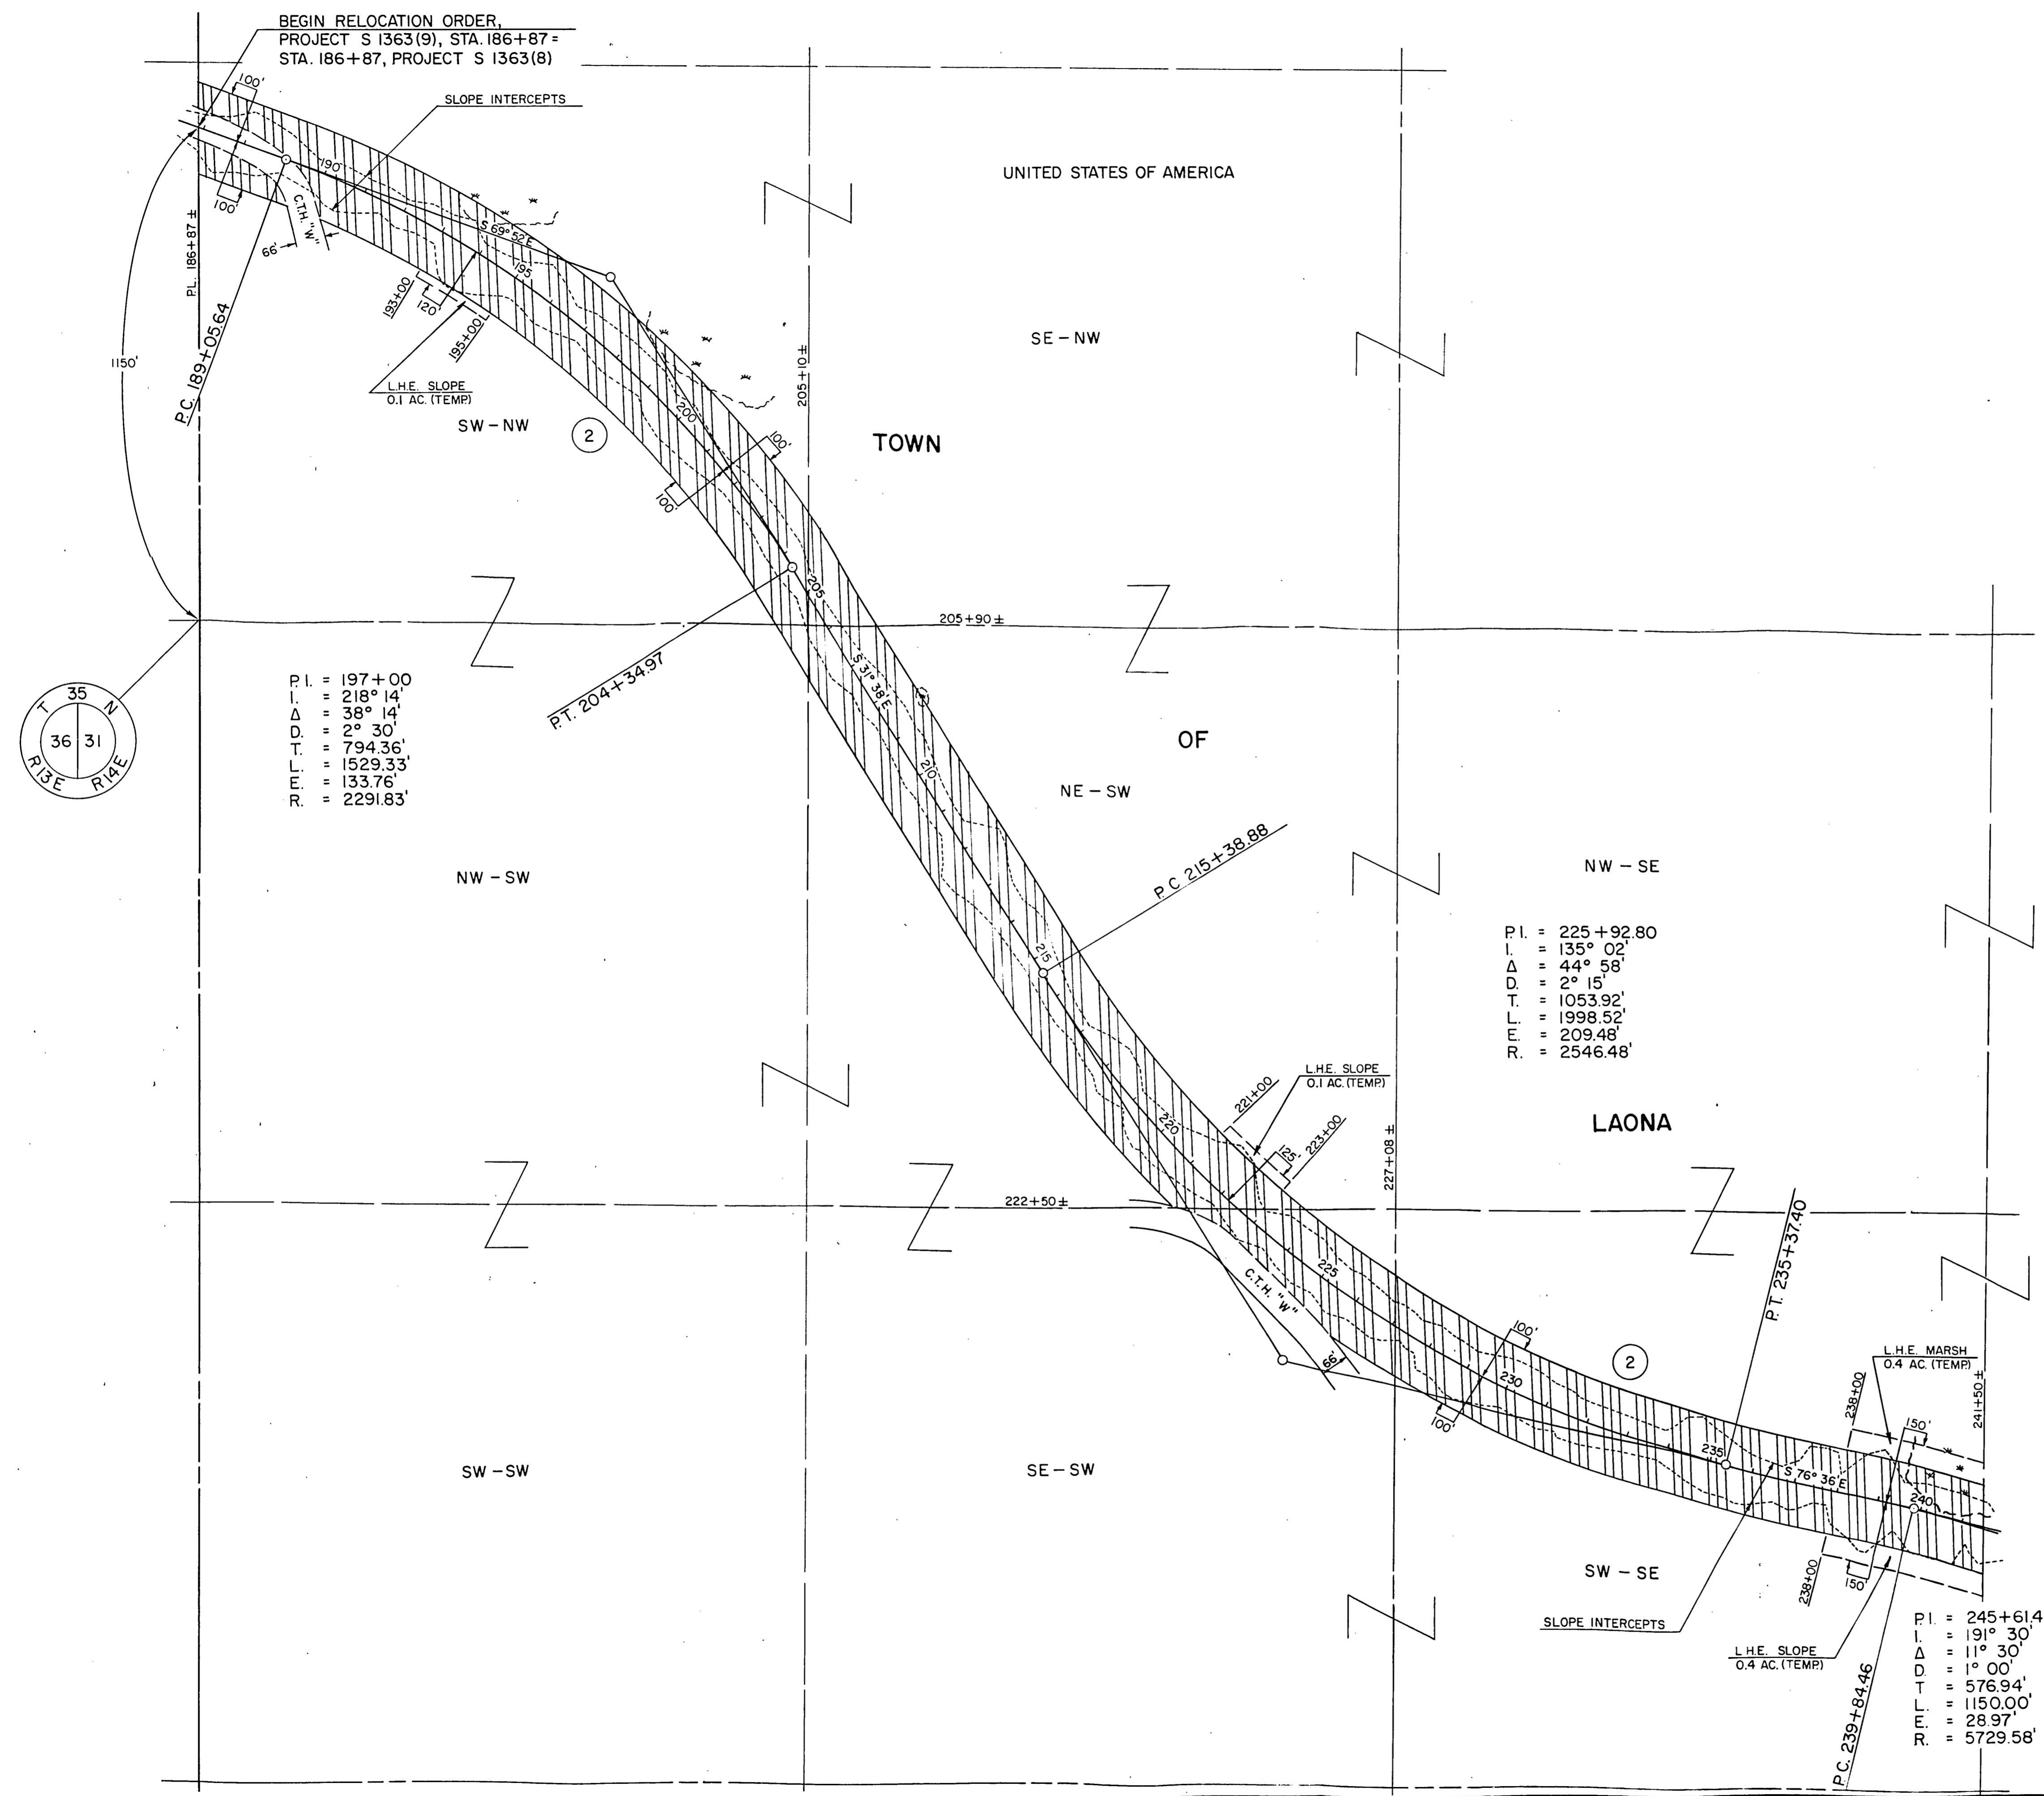 BEGIN RELOCATION ORDER,
PROJECT S 1363(9), STA. 186+87 =
STA. 186+87, PROJECT S 1363(8)
100'
SLOPE INTERCEPTS
UNITED STATES OF AMERICA
190
100'
C.T.H. "W"
66'
P.L. 186+87 ±
S 69° 52' E
195
193+00
120'
195+00
P.C. 189+05.64
1150'
L.H.E. SLOPE
0.1 AC. (TEMP.)
SE - NW
205+10 ±
SW - NW
2
200
TOWN
100'
100'
205
205+90 ±
P.T. 204+34.97
S 31° 38' E
35
T N
36 31
R13E R14E
P.I. = 197+00
I. = 218° 14'
Δ = 38° 14'
D. = 2° 30'
T. = 794.36'
L. = 1529.33'
E. = 133.76'
R. = 2291.83'
OF
210
NE - SW
P.C. 215+38.88
NW - SW
NW - SE
215
P.I. = 225+92.80
I. = 135° 02'
Δ = 44° 58'
D. = 2° 15'
T. = 1053.92'
L. = 1998.52'
E. = 209.48'
R. = 2546.48'
L.H.E. SLOPE
0.1 AC. (TEMP.)
221+00
220
125'
223+00
LAONA
227+08 ±
222+50 ±
225
C.T.H. "W"
66'
P.T. 235+37.40
100'
230
100'
2
L.H.E. MARSH
0.4 AC. (TEMP.)
238+00
241+50 ±
150'
235
S 76° 36' E
240
SW - SW
SE - SW
SW - SE
238+00
150'
SLOPE INTERCEPTS
L.H.E. SLOPE
0.4 AC. (TEMP.)
P.C. 239+84.46
P.I. = 245+61.4
I. = 191° 30'
Δ = 11° 30'
D. = 1° 00'
T = 576.94'
L. = 1150.00'
E. = 28.97'
R. = 5729.58'